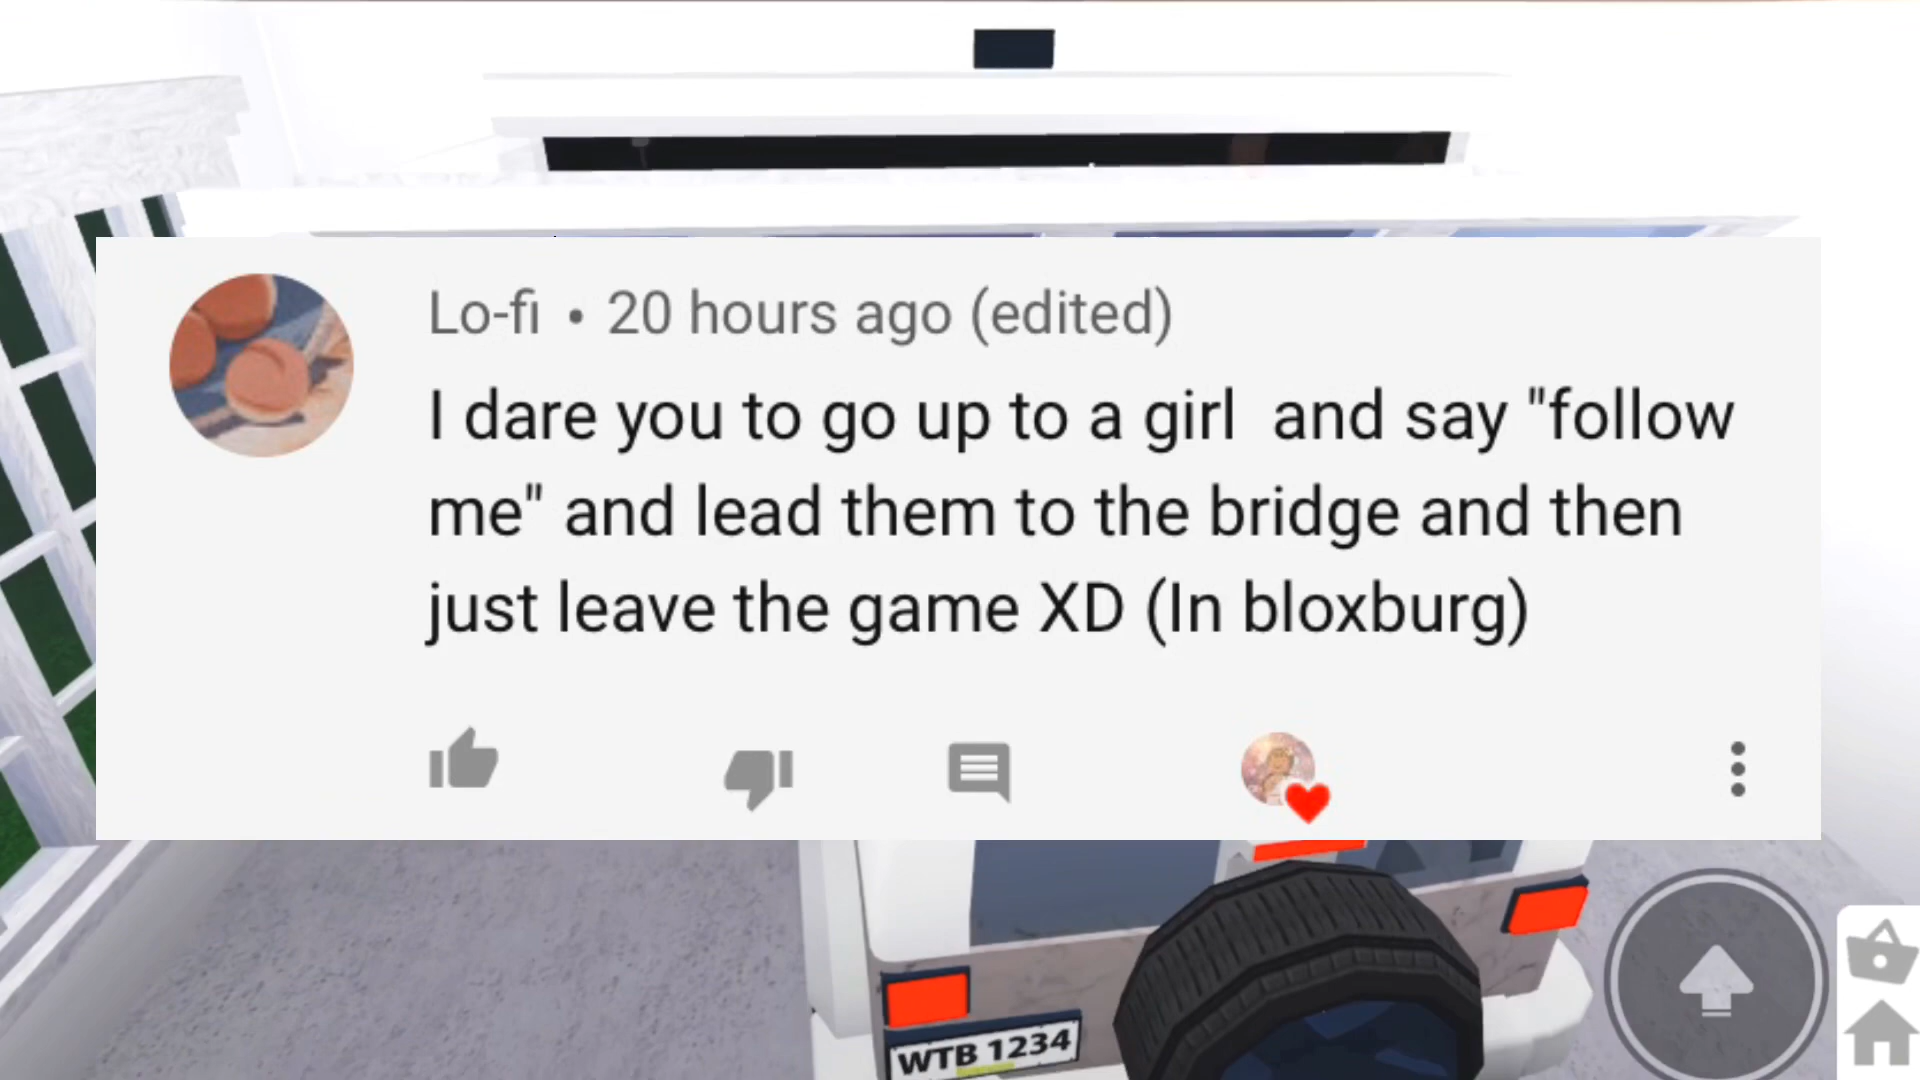 Lo-fi • 20 hours ago (edited)
I dare you to go up to a girl  and say "follow
me" and lead them to the bridge and then
just leave the game XD (In bloxburg)
WTB 1234